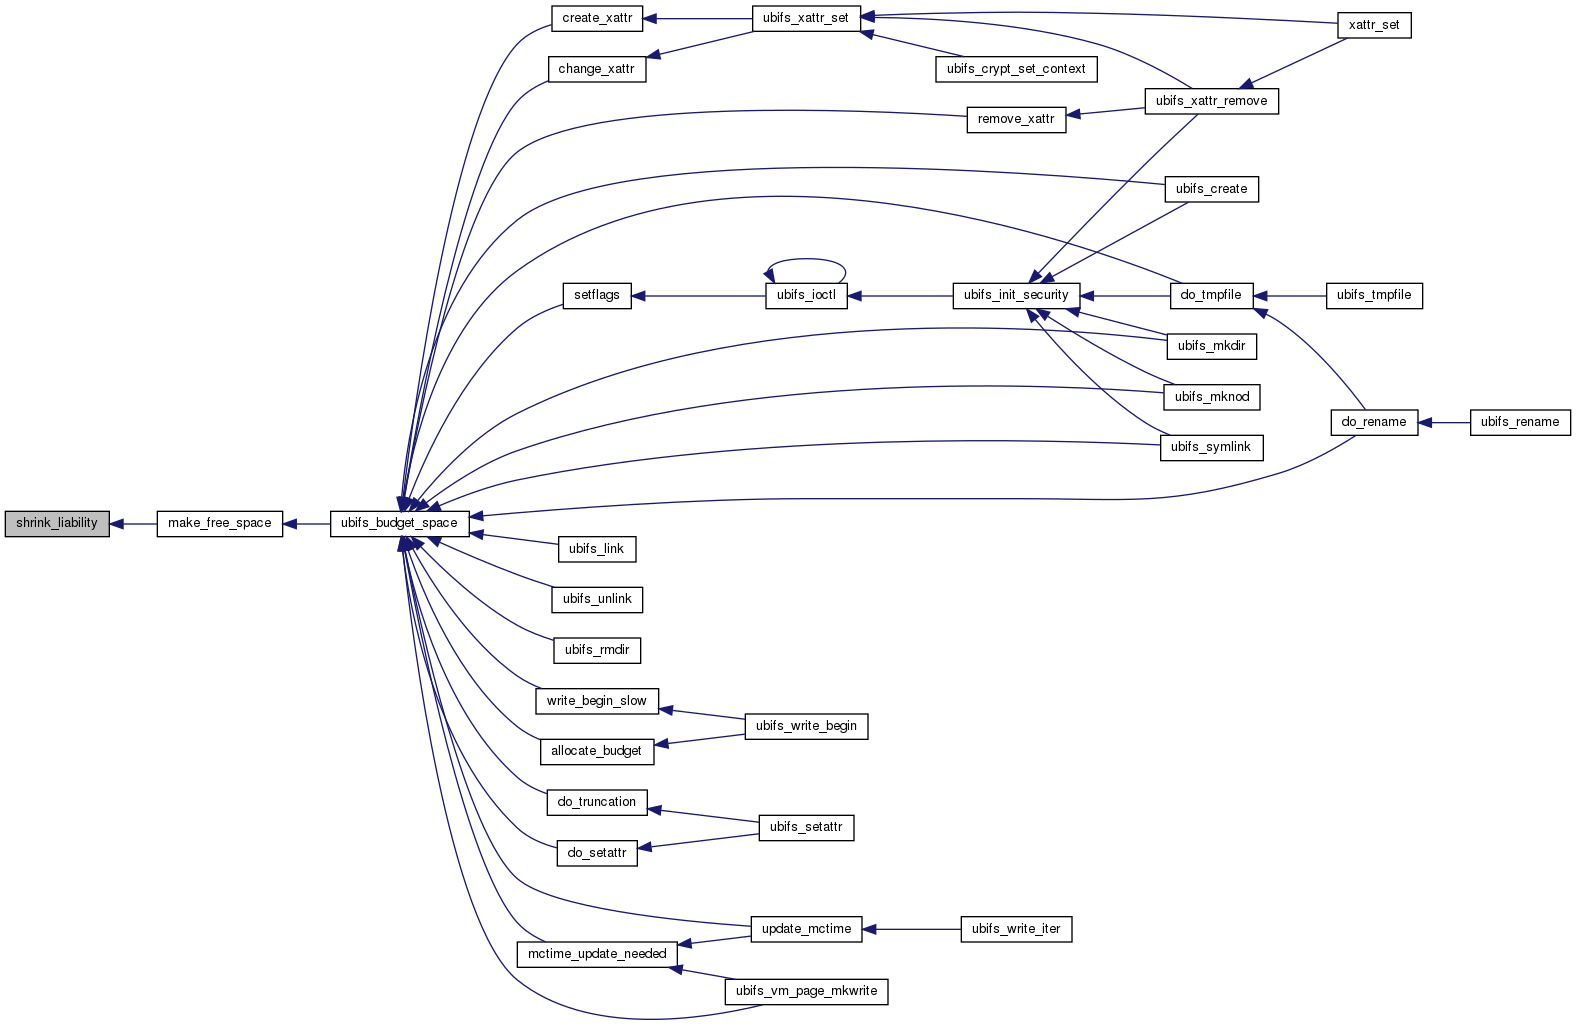 create_xattr
ubifs_xattr_set
xattr_set
change_xattr
ubifs_crypt_set_context
ubifs_xattr_remove
remove_xattr
ubifs_create
setflags
ubifs_ioctl
ubifs_init_security
do_tmpfile
ubifs_tmpfile
ubifs_mkdir
ubifs_mknod
do_rename
ubifs_rename
ubifs_symlink
shrink_liability
make_free_space
ubifs_budget_space
ubifs_link
ubifs_unlink
ubifs_rmdir
write_begin_slow
ubifs_write_begin
allocate_budget
do_truncation
ubifs_setattr
do_setattr
update_mctime
ubifs_write_iter
mctime_update_needed
ubifs_vm_page_mkwrite